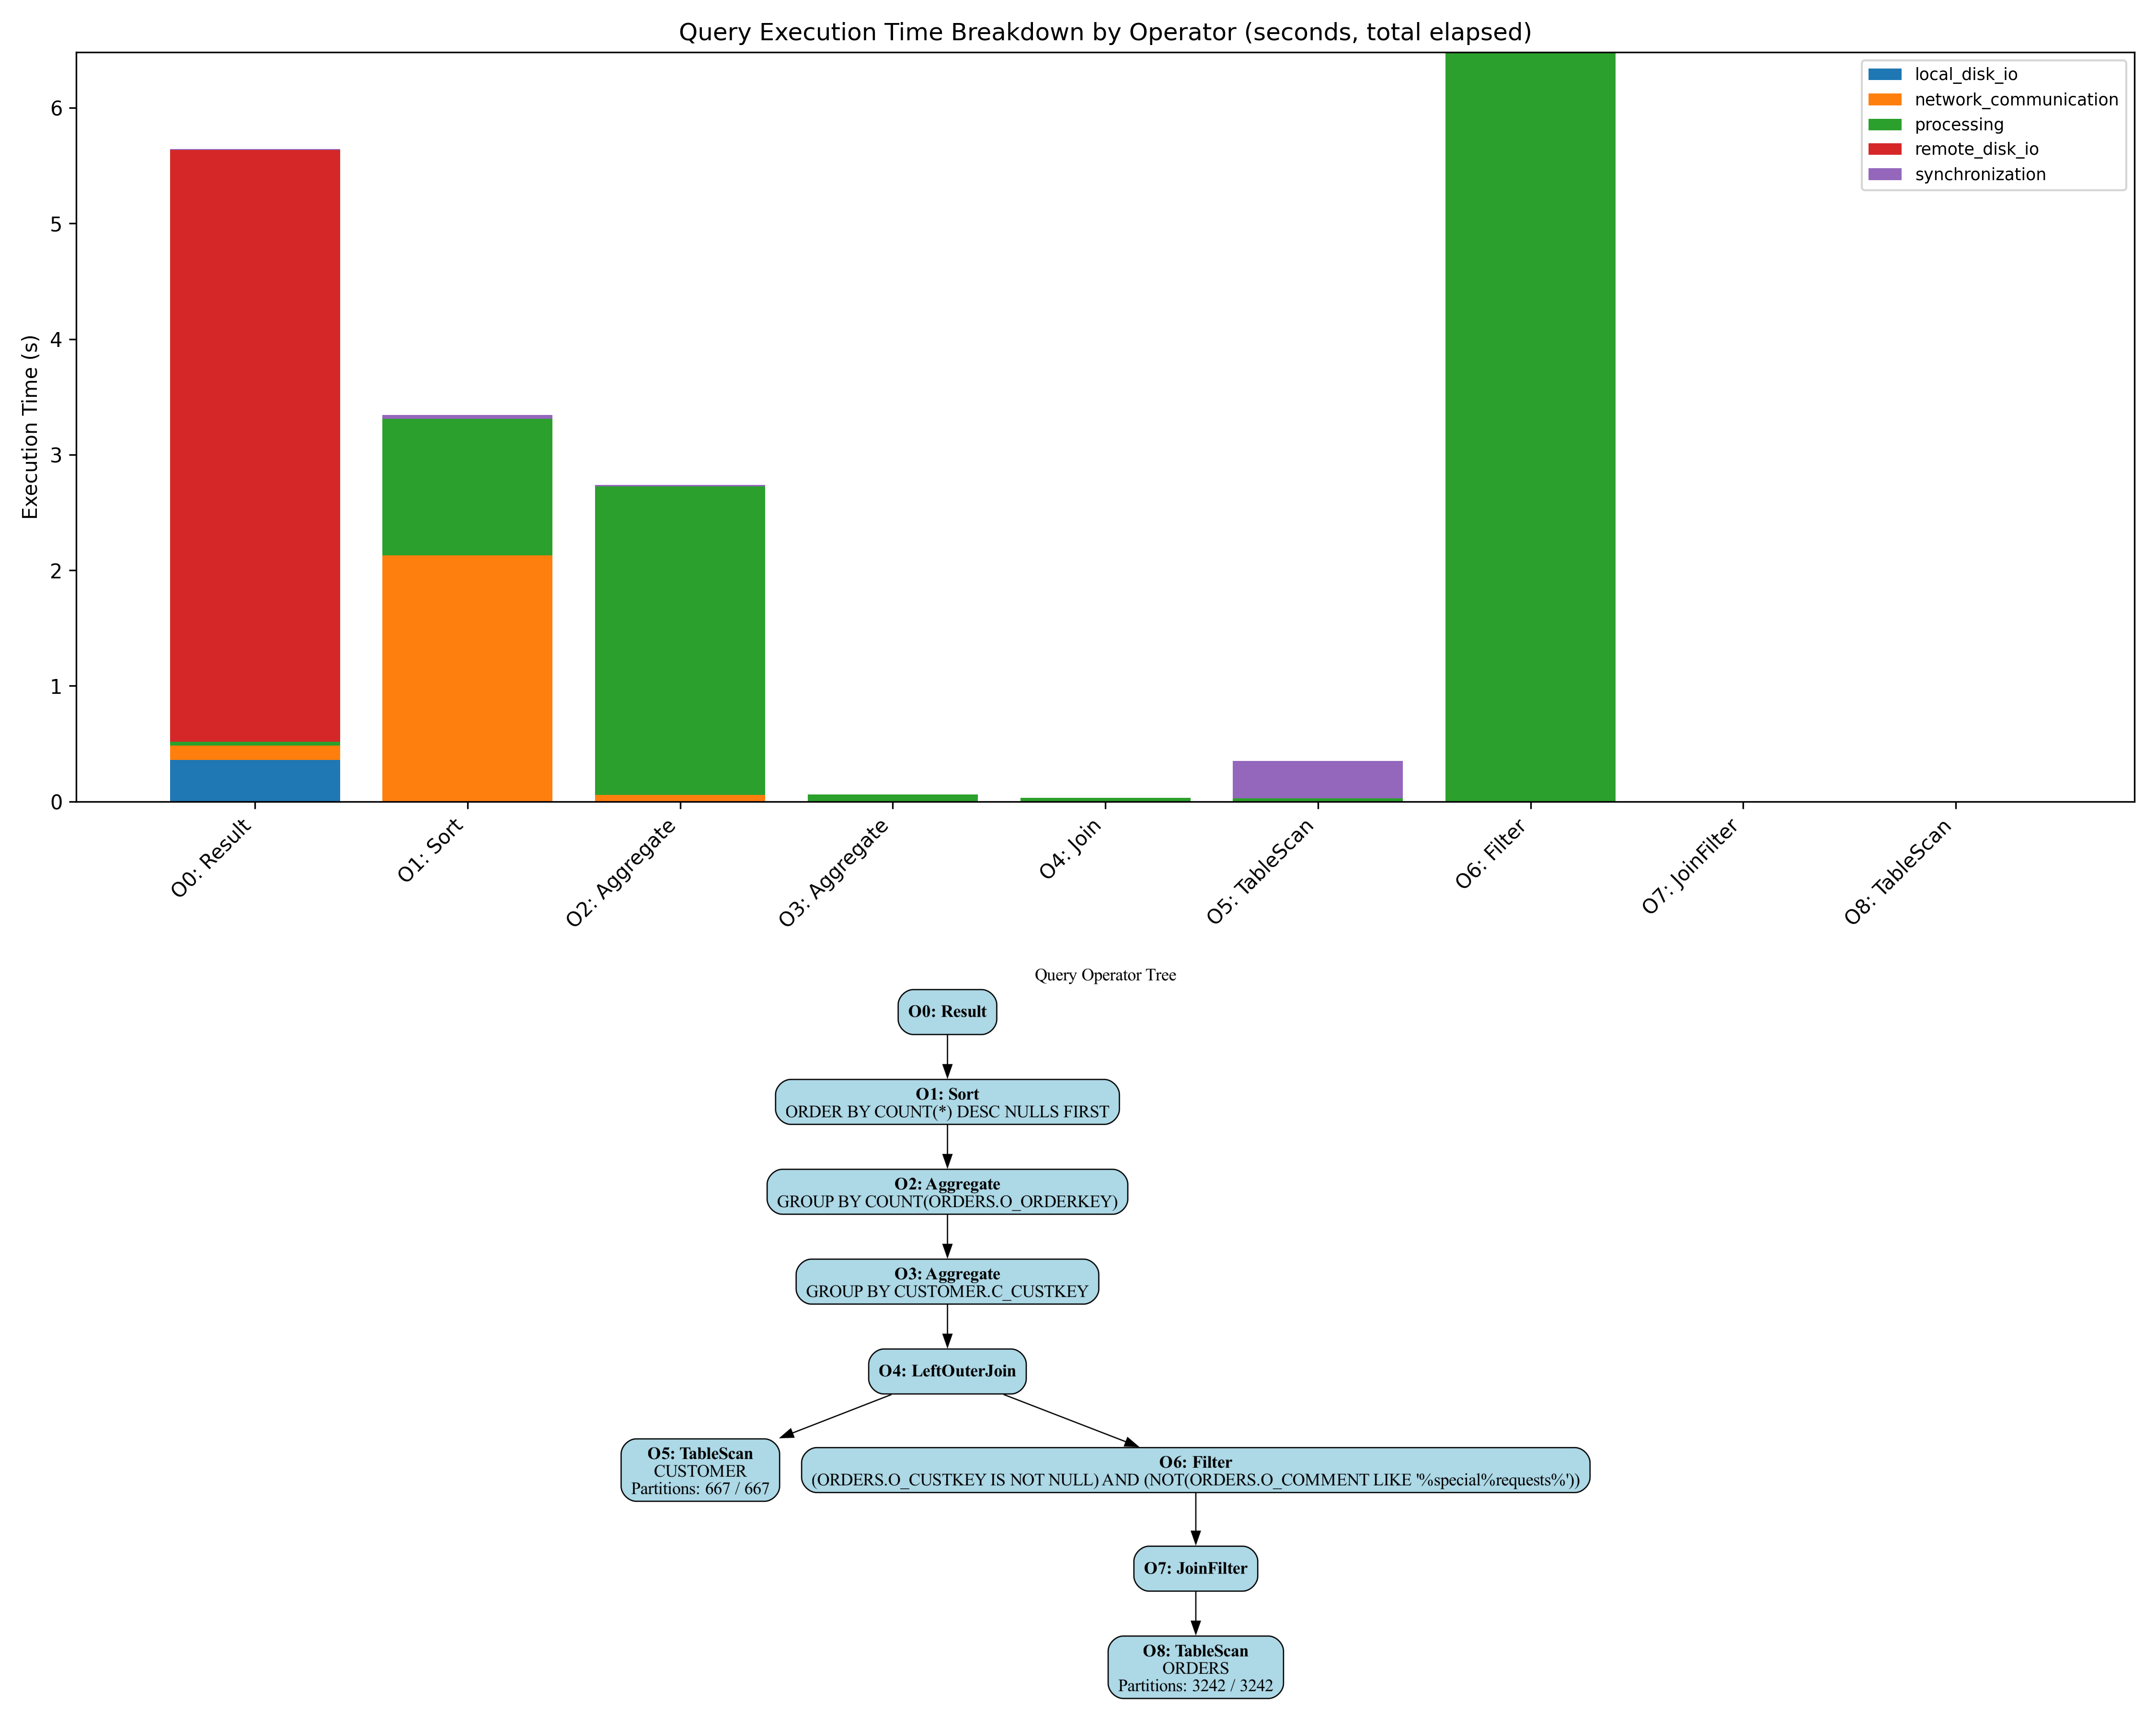 Query Execution Time Breakdown by Operator (seconds, total elapsed)
Execution Time (s)
6
5
4
3
2
1
0
local_disk_io
network_communication
processing
remote_disk_io
synchronization
O0: Result
O1: Sort
O2: Aggregate
O3: Aggregate
O4: Join
O5: TableScan
O6: Filter
O7: JoinFilter
O8: TableScan
Query Operator Tree
O0: Result
O1: Sort
ORDER BY COUNT(*) DESC NULLS FIRST
O2: Aggregate
GROUP BY COUNT(ORDERS.O_ORDERKEY)
O3: Aggregate
GROUP BY CUSTOMER.C_CUSTKEY
O4: LeftOuterJoin
O5: TableScan
CUSTOMER
Partitions: 667 / 667
O6: Filter
(ORDERS.O_CUSTKEY IS NOT NULL) AND (NOT(ORDERS.O_COMMENT LIKE '%special%requests%'))
O7: JoinFilter
O8: TableScan
ORDERS
Partitions: 3242 / 3242